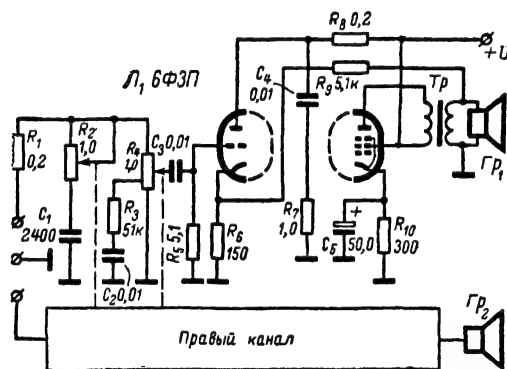 R₈ 0,2
+U
Л₁ 6Ф3П
C₄
0,01
R₉ 5,1к
Тр
Гр₁
R₁
0,2
R₂
1,0
R₄
1,0
C₃ 0,01
R₃
51к
C₁
2400
C₂ 0,01
R₅ 5,1
R₆
150
R₇
1,0
+
C₅ 50,0
R₁₀
300
Правый канал
Гр₂